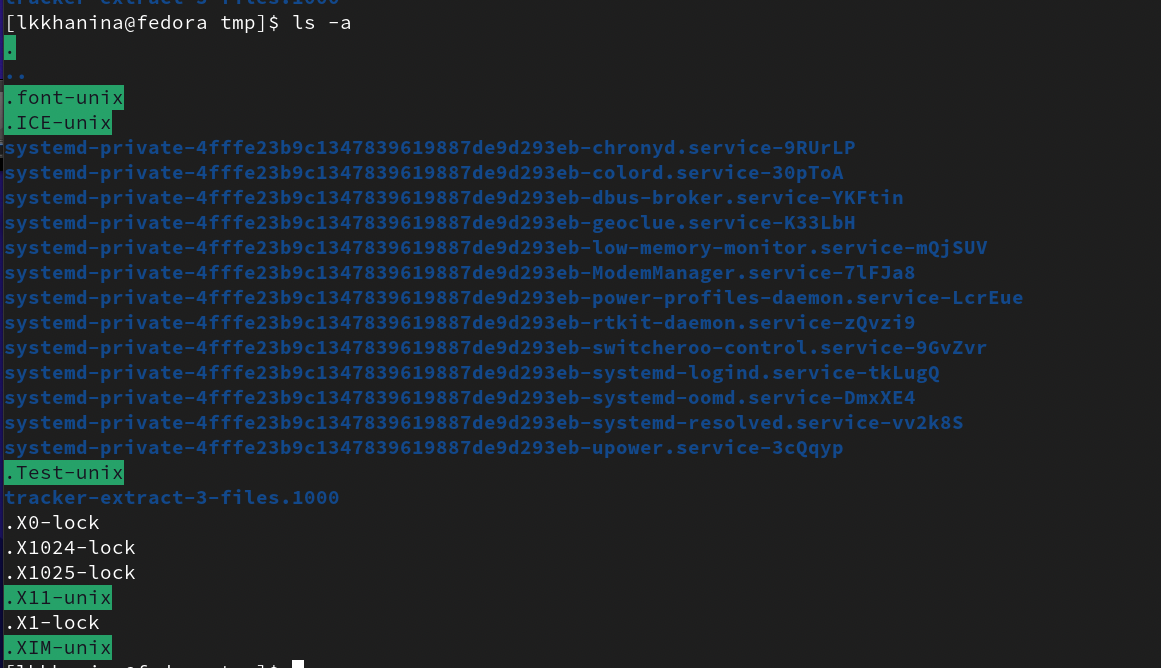 tracker-extract-3-files.1000
[lkkhanina@fedora tmp]$ ls -a
.
..
.font-unix
.ICE-unix
systemd-private-4fffe23b9c1347839619887de9d293eb-chronyd.service-9RUrLP
systemd-private-4fffe23b9c1347839619887de9d293eb-colord.service-30pToA
systemd-private-4fffe23b9c1347839619887de9d293eb-dbus-broker.service-YKFtin
systemd-private-4fffe23b9c1347839619887de9d293eb-geoclue.service-K33LbH
systemd-private-4fffe23b9c1347839619887de9d293eb-low-memory-monitor.service-mQjSUV
systemd-private-4fffe23b9c1347839619887de9d293eb-ModemManager.service-7lFJa8
systemd-private-4fffe23b9c1347839619887de9d293eb-power-profiles-daemon.service-LcrEue
systemd-private-4fffe23b9c1347839619887de9d293eb-rtkit-daemon.service-zQvzi9
systemd-private-4fffe23b9c1347839619887de9d293eb-switcheroo-control.service-9GvZvr
systemd-private-4fffe23b9c1347839619887de9d293eb-systemd-logind.service-tkLugQ
systemd-private-4fffe23b9c1347839619887de9d293eb-systemd-oomd.service-DmxXE4
systemd-private-4fffe23b9c1347839619887de9d293eb-systemd-resolved.service-vv2k8S
systemd-private-4fffe23b9c1347839619887de9d293eb-upower.service-3cQqyp
.Test-unix
tracker-extract-3-files.1000
.X0-lock
.X1024-lock
.X1025-lock
.X11-unix
.X1-lock
.XIM-unix
[lkkhanina@fedora tmp]$